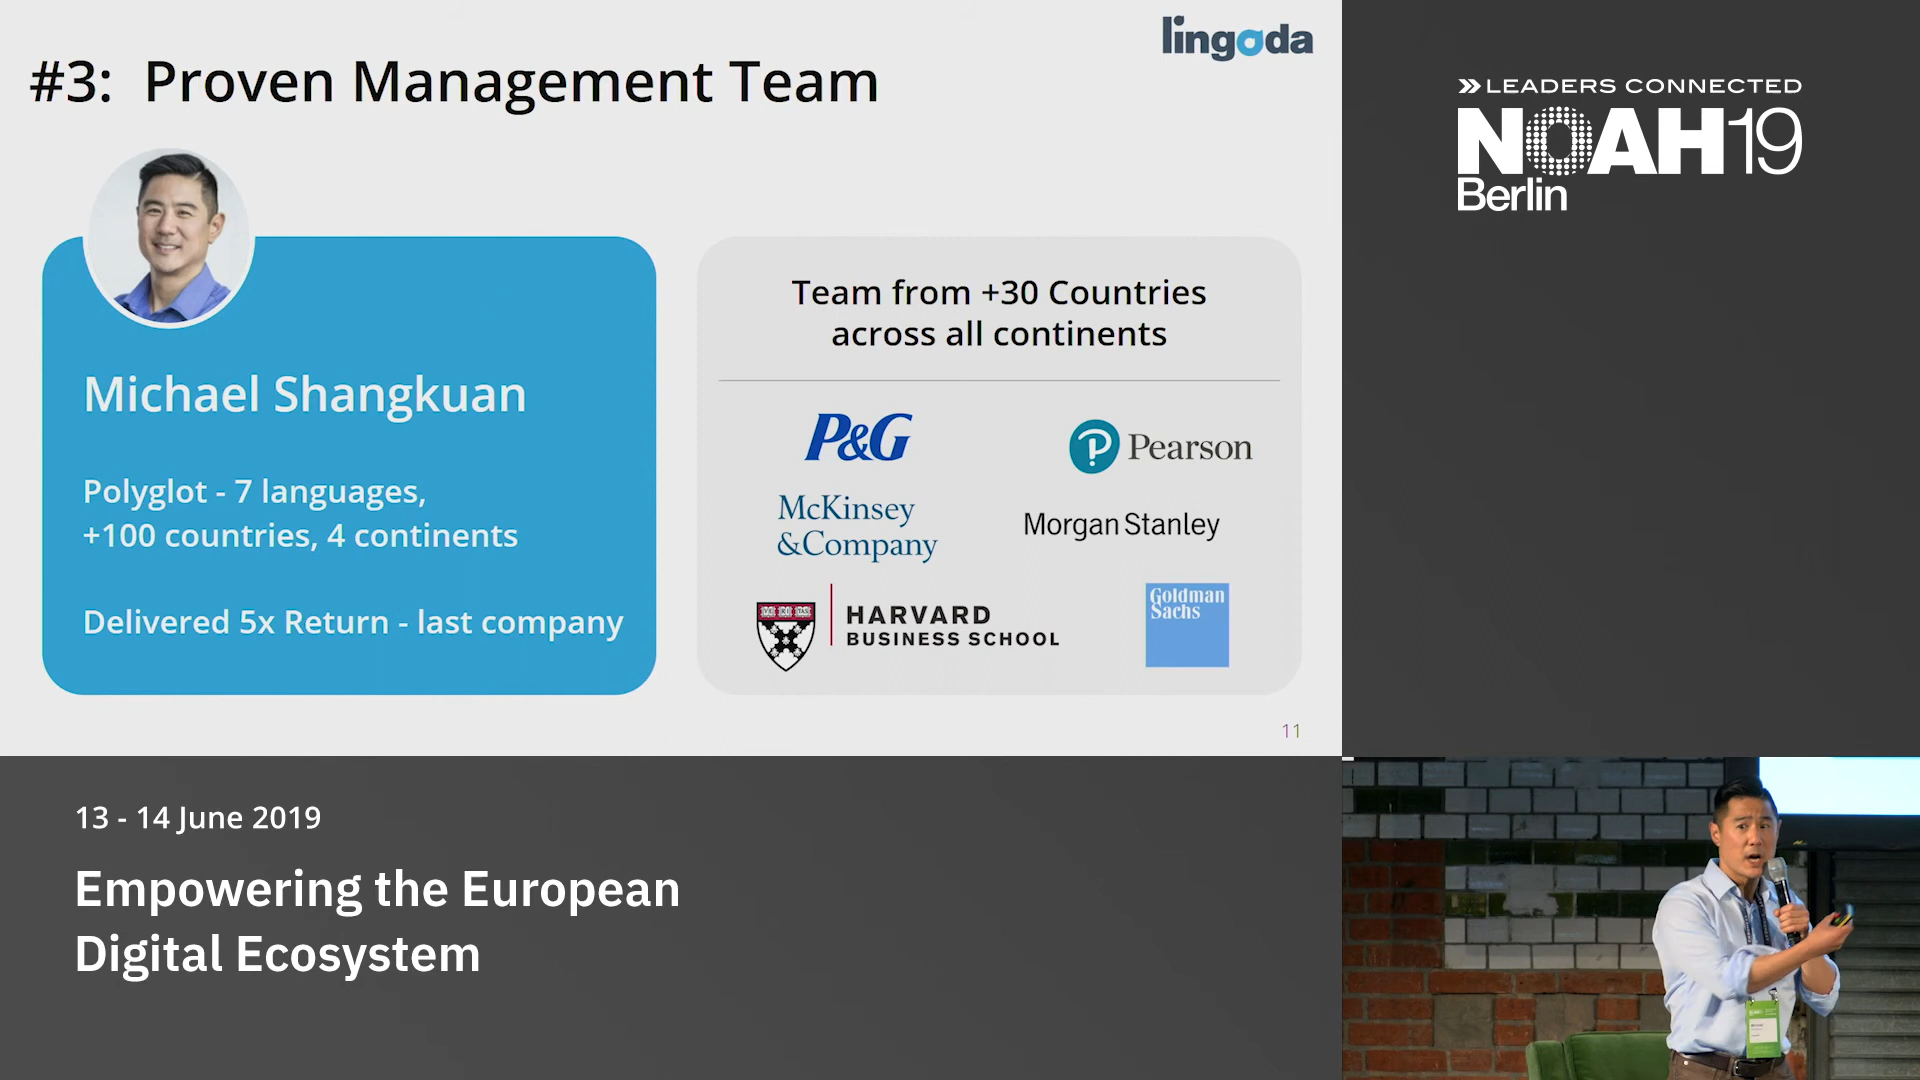 lingoda
#3: Proven Management Team
Michael Shangkuan
Polyglot - 7 languages,
+100 countries, 4 continents
Delivered 5x Return - last company
Team from +30 Countries
across all continents
P&G
Pearson
McKinsey
&Company
Morgan Stanley
HARVARD
BUSINESS SCHOOL
Goldman
Sachs
11
LEADERS CONNECTED
NOAH19
Berlin
13 - 14 June 2019
Empowering the European
Digital Ecosystem